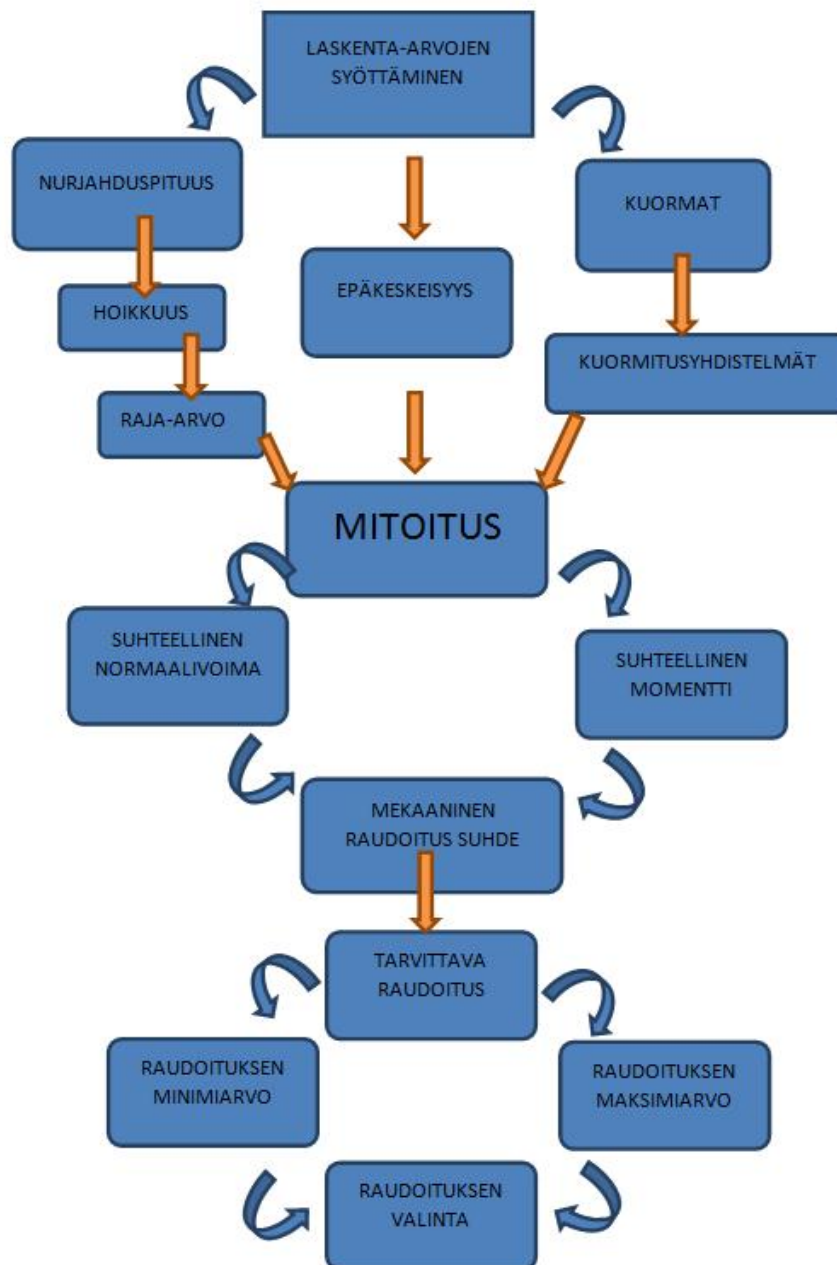 LASKENTA-ARVOJEN
SYÖTTÄMINEN
NURJAHDUSPITUUS
KUORMAT
EPÄKESKEISYYS
HOIKKUUS
KUORMITUSYHDISTELMÄT
RAJA-ARVO
MITOITUS
SUHTEELLINEN
NORMAALIVOIMA
SUHTEELLINEN
MOMENTTI
MEKAANINEN
RAUDOITUS SUHDE
TARVITTAVA
RAUDOITUS
RAUDOITUKSEN
MINIMIARVO
RAUDOITUKSEN
MAKSIMIARVO
RAUDOITUKSEN
VALINTA